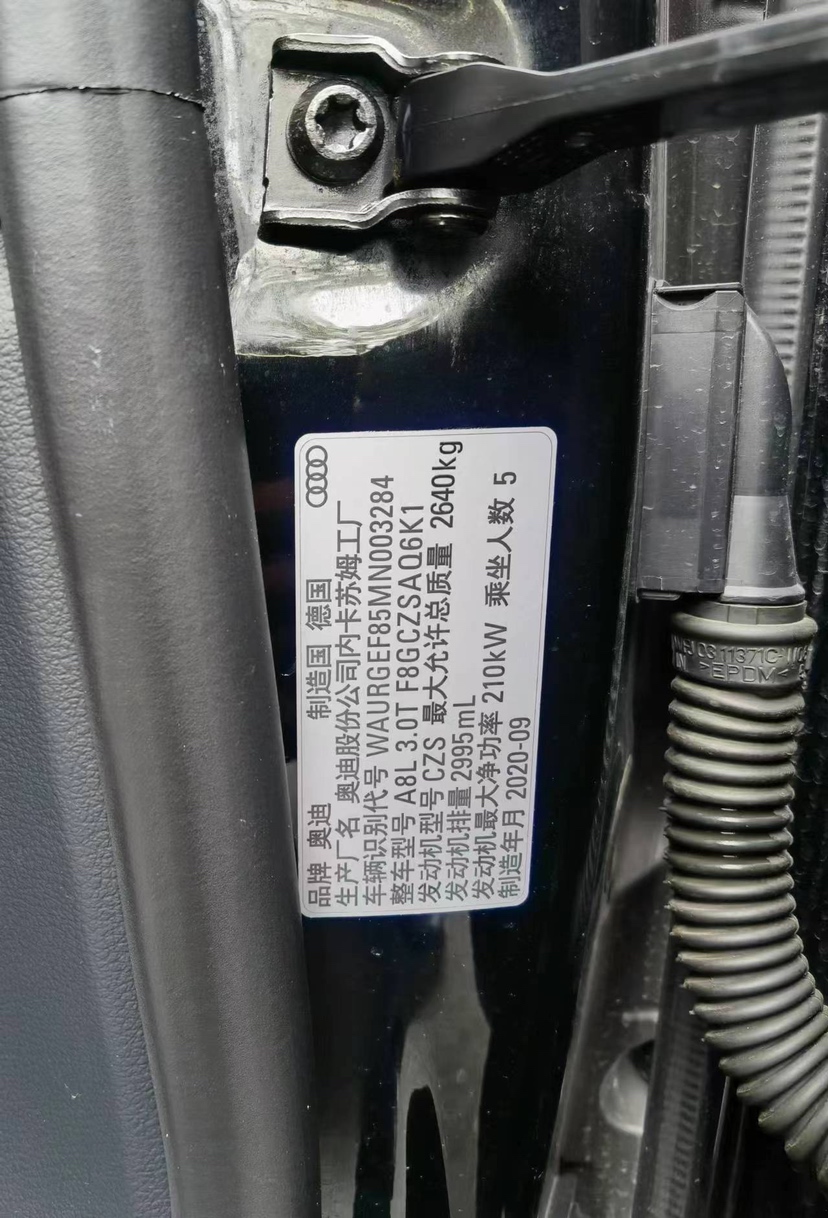 品牌 奥迪 制造国 德国
生产厂名 奥迪股份公司内卡苏姆工厂
车辆识别代号 WAURGEF85MN003284
整车型号 A8L 3.0T F8GCZSAQ6K1
发动机型号 CZS 最大允许总质量 2640kg
发动机排量 2995mL
发动机最大净功率 210kW 乘坐人数 5
制造年月 2020-09
11371C
>EPDM<